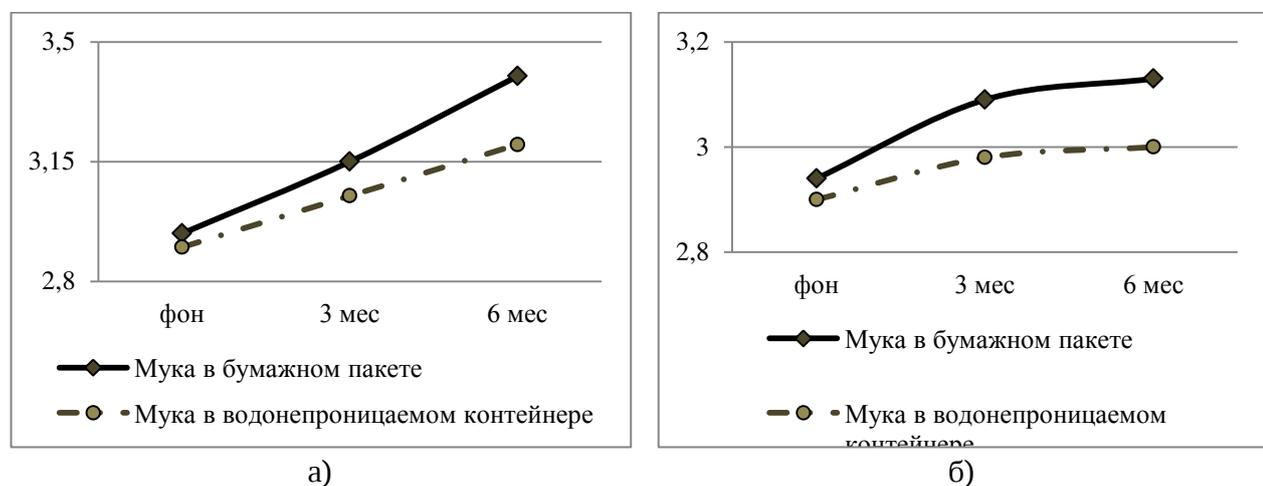 3,5
3,15
2,8
фон 3 мес 6 мес
Мука в бумажном пакете
Мука в водонепроницаемом контейнере
а)
3,2
3
2,8
фон 3 мес 6 мес
Мука в бумажном пакете
Мука в водонепроницаемом
контейнере
б)